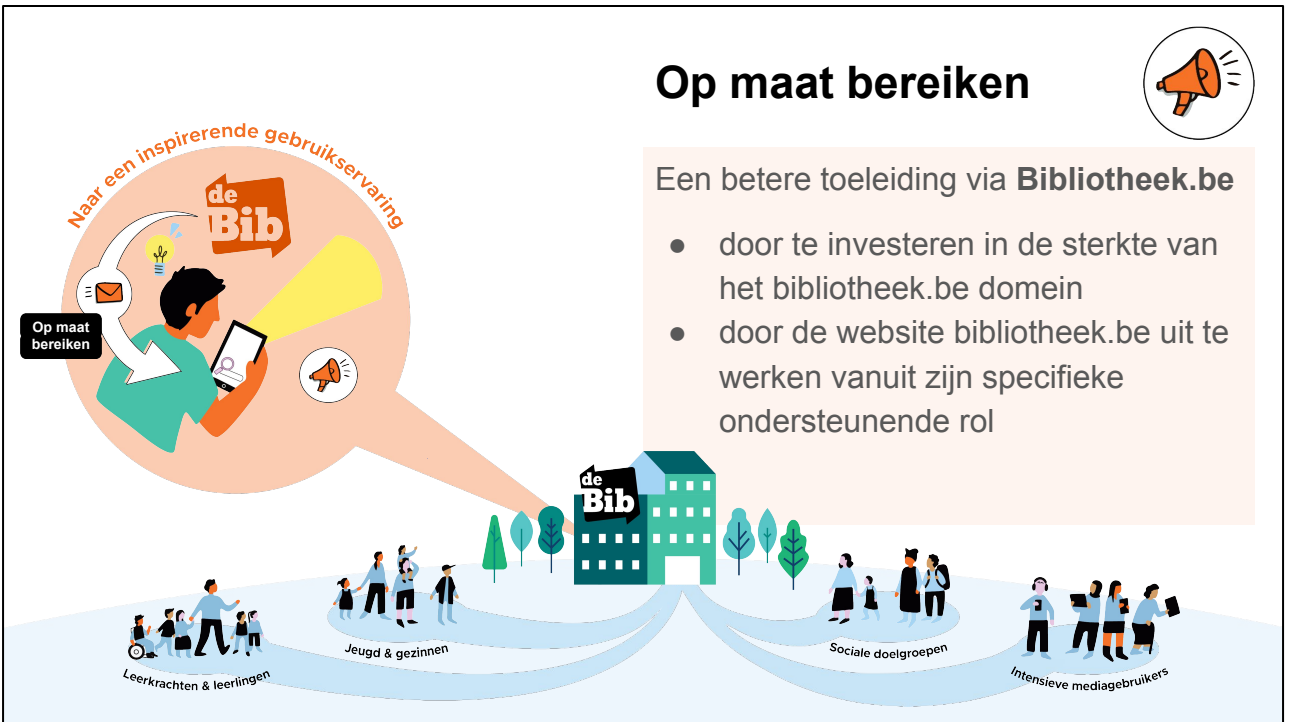 Op maat bereiken
Naar een inspirerende gebruikservaring
de
Bib
Op maat
bereiken
Een betere toeleiding via Bibliotheek.be
● door te investeren in de sterkte van
het bibliotheek.be domein
● door de website bibliotheek.be uit te
werken vanuit zijn specifieke
ondersteunende rol
de
Bib
Leerkrachten & leerlingen
Jeugd & gezinnen
Sociale doelgroepen
Intensieve mediagebruikers